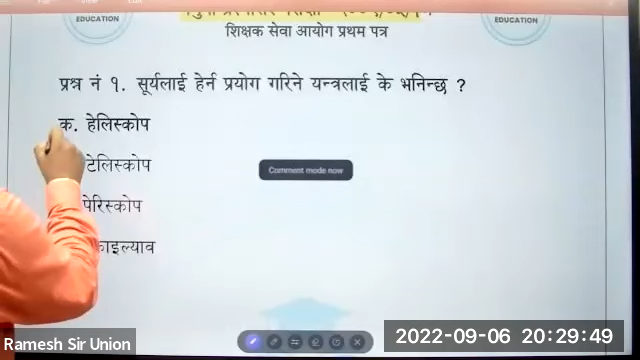 EDUCATION
EDUCATION
शिक्षक सेवा आयोग प्रथम पत्र
प्रश्न नं १. सूर्यलाई हेर्न प्रयोग गरिने यन्त्रलाई के भनिन्छ ?
क. हेलिस्कोप
टेलिस्कोप
पेरिस्कोप
काइल्याव
Comment mode now
Ramesh Sir Union
2022-09-06 20:29:49